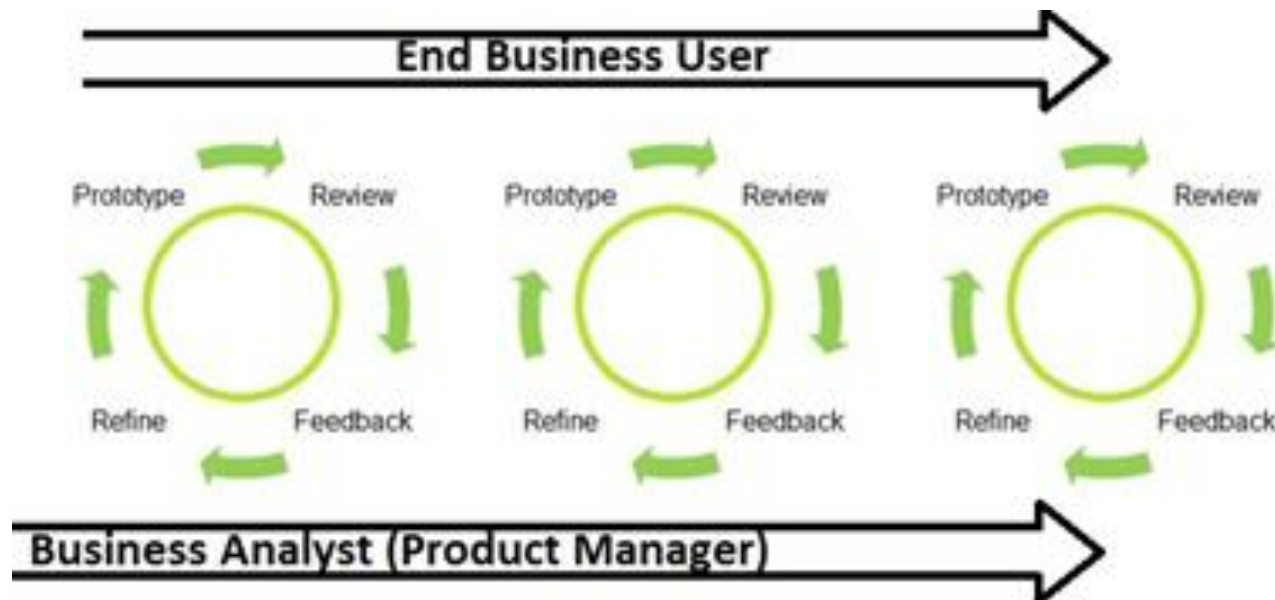 End Business User
Prototype Review Prototype Review Prototype Review
Refine Feedback Refine Feedback Refine Feedback
Business Analyst (Product Manager)